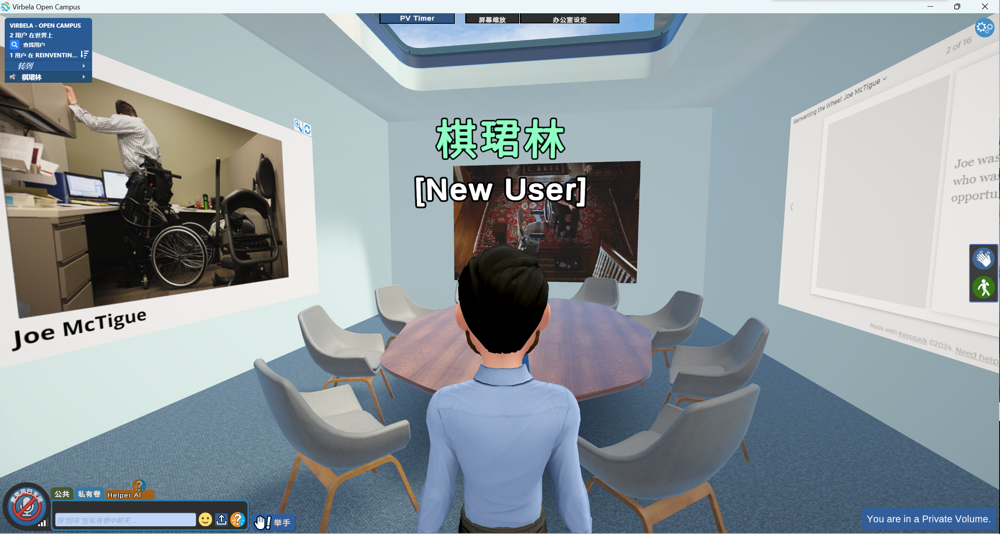 Virbela Open Campus
PV Timer
屏幕缩放
办公室设定
VIRBELA - OPEN CAMPUS
2 用户 在世界上
查找用户
1 用户 在 REINVENTIN...
转到
棋珺林
2 of 16
Reinventing the Wheel: Joe McTigue
棋珺林
[New User]
Joe was
who was
opportu
Joe McTigue
Made with Keepsayk ©2024. Need help
麦克风已关闭
公共
私有卷
Helper AI
按'回车'在私有卷中聊天...
举手
You are in a Private Volume.